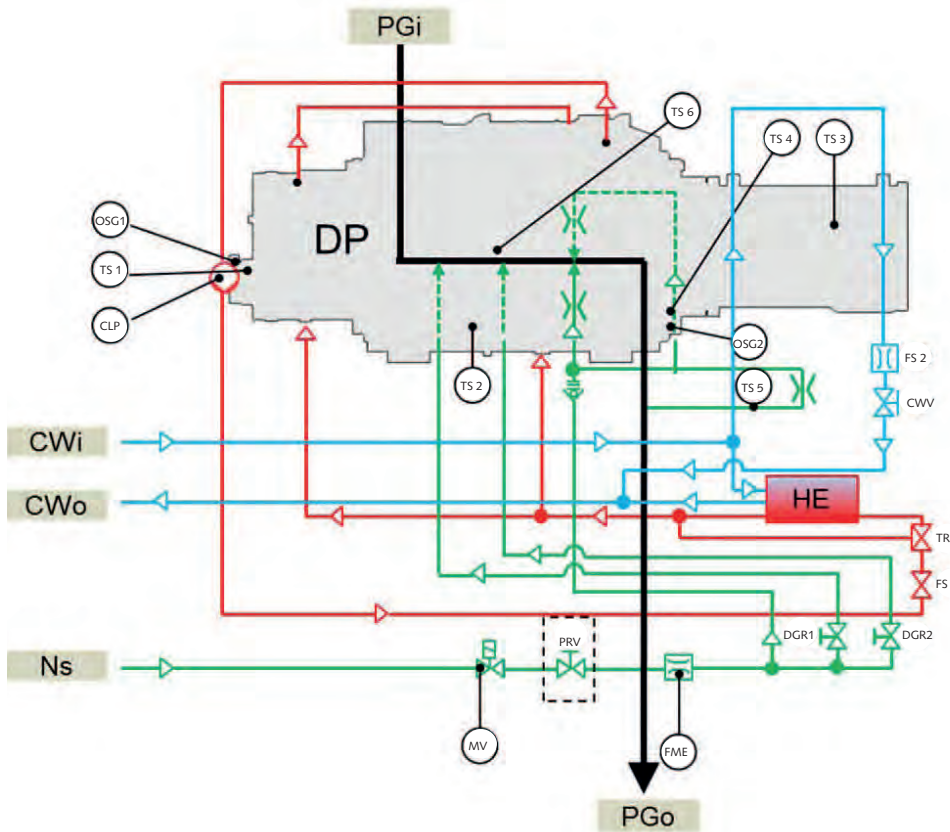 PGi
TS 6
TS 4
TS 3
OSG1
TS 1
CLP
DP
TS 2
OSG2
TS 5
FS 2
CWV
CWi
CWo
HE
TR
FS
DGR1
DGR2
PRV
Ns
MV
FME
PGo